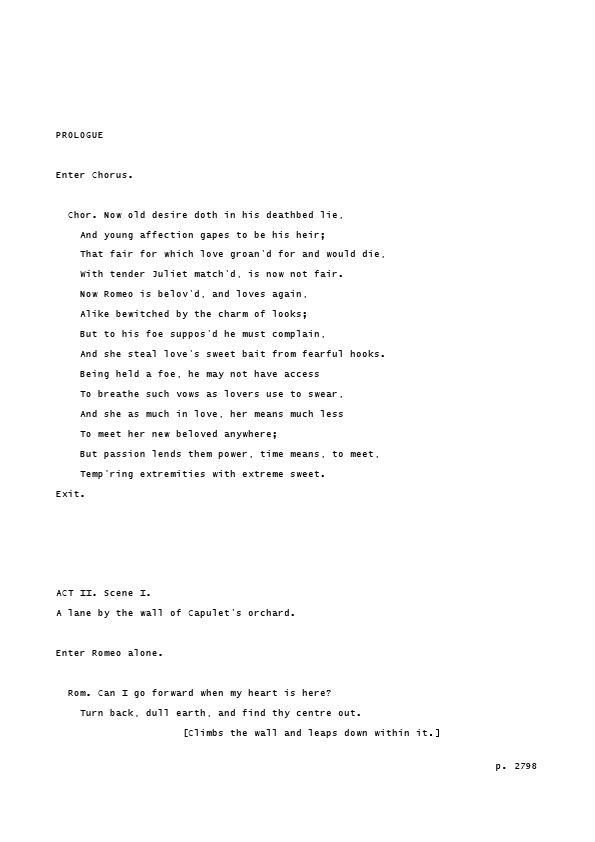 PROLOGUE
Enter Chorus.
Chor. Now old desire doth in his deathbed lie,
And young affection gapes to be his heir;
That fair for which love groan'd for and would die,
With tender Juliet match'd, is now not fair.
Now Romeo is belov'd, and loves again,
Alike bewitched by the charm of looks;
But to his foe suppos'd he must complain,
And she steal love's sweet bait from fearful hooks.
Being held a foe, he may not have access
To breathe such vows as lovers use to swear,
And she as much in love, her means much less
To meet her new beloved anywhere;
But passion lends them power, time means, to meet,
Temp'ring extremities with extreme sweet.
Exit.
ACT II. Scene I.
A lane by the wall of Capulet's orchard.
Enter Romeo alone.
Rom. Can I go forward when my heart is here?
Turn back, dull earth, and find thy centre out.
[Climbs the wall and leaps down within it.]
p. 2798